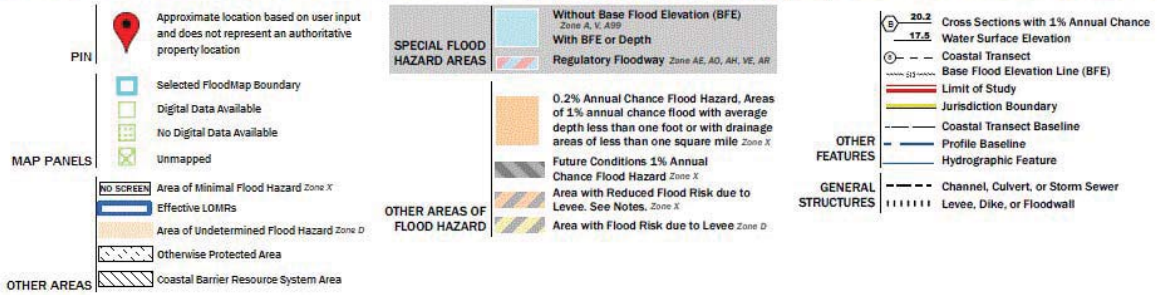 PIN
Approximate location based on user input
and does not represent an authoritative
property location
MAP PANELS
Selected FloodMap Boundary
Digital Data Available
No Digital Data Available
Unmapped
OTHER AREAS
NO SCREEN Area of Minimal Flood Hazard Zone X
Effective LOMRs
Area of Undetermined Flood Hazard Zone D
Otherwise Protected Area
Coastal Barrier Resource System Area
SPECIAL FLOOD
HAZARD AREAS
Without Base Flood Elevation (BFE)
Zone A, V, A99
With BFE or Depth
Regulatory Floodway Zone AE, AO, AH, VE, AR
OTHER AREAS OF
FLOOD HAZARD
0.2% Annual Chance Flood Hazard, Areas
of 1% annual chance flood with average
depth less than one foot or with drainage
areas of less than one square mile Zone X
Future Conditions 1% Annual
Chance Flood Hazard Zone X
Area with Reduced Flood Risk due to
Levee. See Notes. Zone X
Area with Flood Risk due to Levee Zone D
OTHER
FEATURES
B 20.2 Cross Sections with 1% Annual Chance
17.5 Water Surface Elevation
8 Coastal Transect
513 Base Flood Elevation Line (BFE)
Limit of Study
Jurisdiction Boundary
Coastal Transect Baseline
Profile Baseline
Hydrographic Feature
GENERAL
STRUCTURES
Channel, Culvert, or Storm Sewer
Levee, Dike, or Floodwall